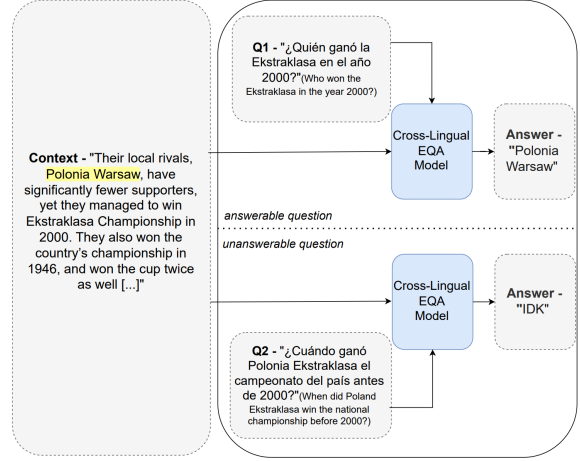 Context - "Their local rivals,
Polonia Warsaw, have
significantly fewer supporters,
yet they managed to win
Ekstraklasa Championship in
2000. They also won the
country's championship in
1946, and won the cup twice
as well [...]"
Q1 - "¿Quién ganó la
Ekstraklasa en el año
2000?"(Who won the
Ekstraklasa in the year 2000?)
Cross-Lingual
EQA
Model
Answer -
"Polonia
Warsaw"
answerable question
unanswerable question
Cross-Lingual
EQA
Model
Answer -
"IDK"
Q2 - "¿Cuándo ganó
Polonia Ekstraklasa el
campeonato del país antes
de 2000?"(When did Poland
Ekstraklasa win the national
championship before 2000?)